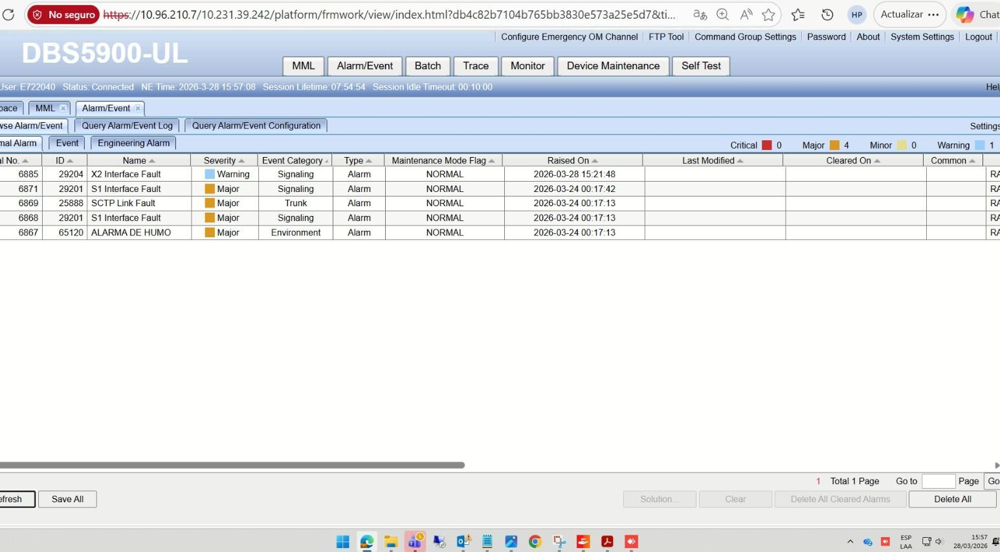 No seguro https://10.96.210.7/10.231.39.242/platform/frmwork/view/index.html?db4c82b7104b765bb3830e573a25e5d7&ti... HP Actualizar ... Chat
Configure Emergency OM Channel FTP Tool Command Group Settings Password About System Settings Logout
DBS5900-UL
MML Alarm/Event Batch Trace Monitor Device Maintenance Self Test
User: E722040 Status: Connected NE Time: 2026-3-28 15:57:08 Session Lifetime: 07:54:54 Session Idle Timeout: 00:10:00 Help
pace MML Alarm/Event
wse Alarm/Event Query Alarm/Event Log Query Alarm/Event Configuration Settings
mal Alarm Event Engineering Alarm Critical 0 Major 4 Minor 0 Warning 1
al No. ID Name Severity Event Category Type Maintenance Mode Flag Raised On Last Modified Cleared On Common
6885 29204 X2 Interface Fault Warning Signaling Alarm NORMAL 2026-03-28 15:21:48 RA
6871 29201 S1 Interface Fault Major Signaling Alarm NORMAL 2026-03-24 00:17:42 RA
6869 25888 SCTP Link Fault Major Trunk Alarm NORMAL 2026-03-24 00:17:13 RA
6868 29201 S1 Interface Fault Major Signaling Alarm NORMAL 2026-03-24 00:17:13 RA
6867 65120 ALARMA DE HUMO Major Environment Alarm NORMAL 2026-03-24 00:17:13 RA
1 Total 1 Page Go to Page Go
efresh Save All Solution... Clear Delete All Cleared Alarms Delete All
ESP 15:57
LAA 28/03/2026